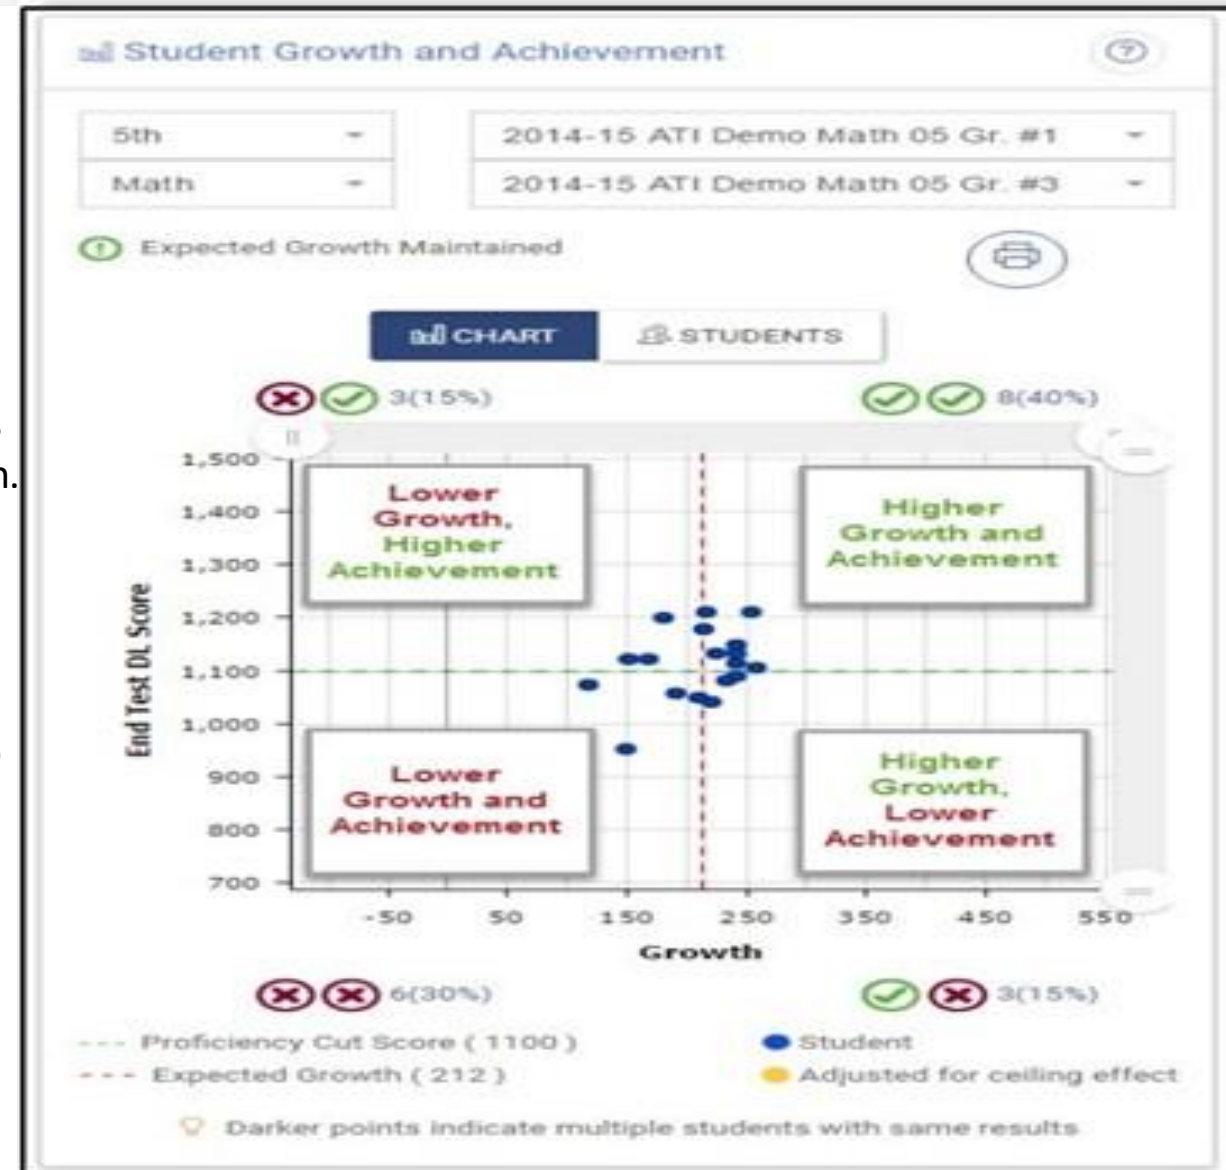 Student Growth and Achievement
5th
2014-15 ATI Demo Math 05 Gr. #1
Math
2014-15 ATI Demo Math 05 Gr. #3
Expected Growth Maintained
CHART
STUDENTS
3(15%)
8(40%)
n.
1,500
1,400
1,300
1,200
1,100
1,000
900
800
700
End Test DL Score
Lower
Growth,
Higher
Achievement
Higher
Growth and
Achievement
Lower
Growth and
Achievement
Higher
Growth,
Lower
Achievement
-50
50
150
250
350
450
550
Growth
6(30%)
3(15%)
Proficiency Cut Score ( 1100 )
Student
Expected Growth ( 212 )
Adjusted for ceiling effect
Darker points indicate multiple students with same results